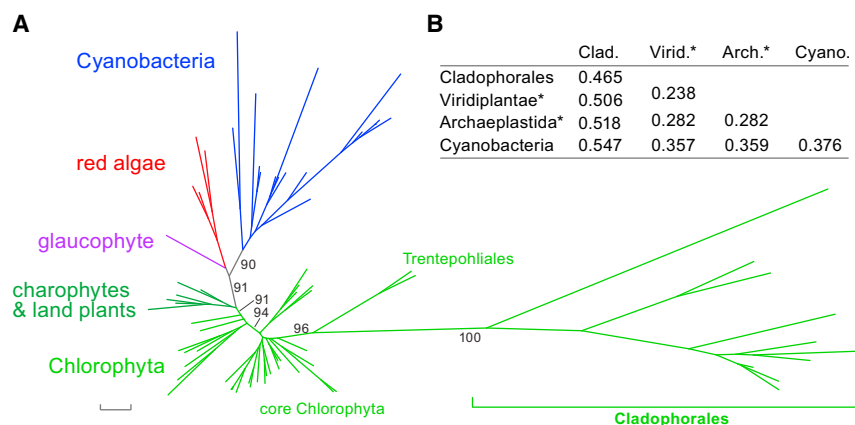 A
B
Clad. Virid.* Arch.* Cyano.
Cladophorales 0.465
Viridiplantae* 0.506 0.238
Archaeplastida* 0.518 0.282 0.282
Cyanobacteria 0.547 0.357 0.359 0.376
Cyanobacteria
red algae
glaucophyte
charophytes
& land plants
Chlorophyta
90
91
91
94
96
100
Trentepohliales
core Chlorophyta
Cladophorales